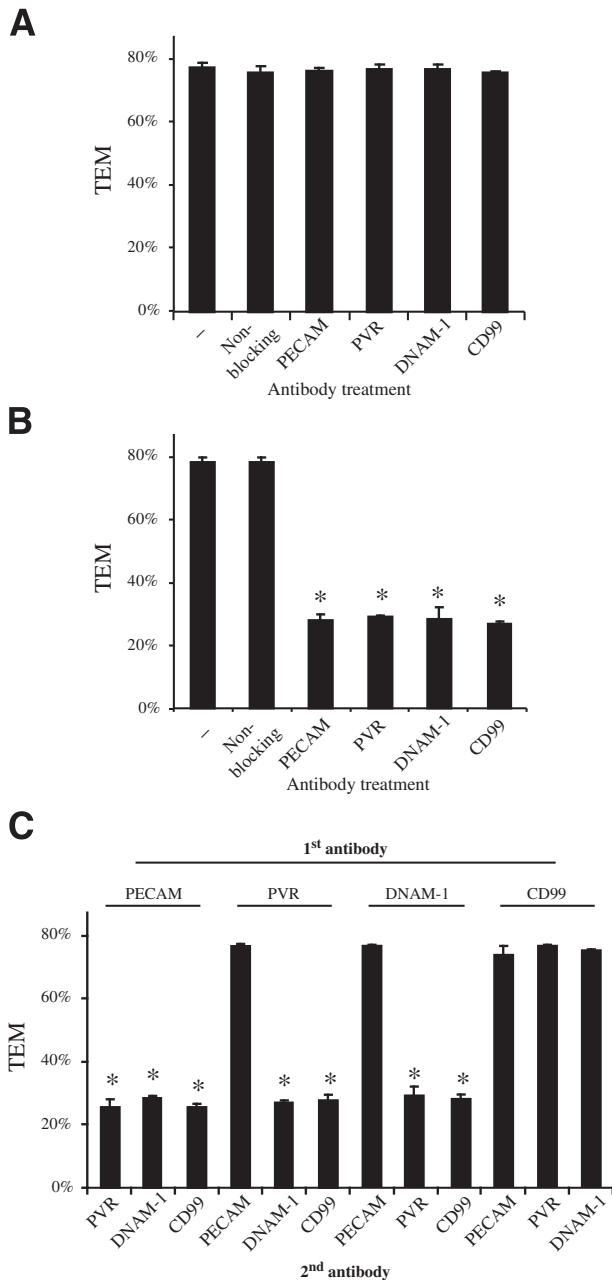 A
80%
60%
40%
20%
0%
TEM
–
Non-
blocking
PECAM
PVR
DNAM-1
CD99
Antibody treatment
B
80%
60%
40%
20%
0%
TEM
* * * *
–
Non-
blocking
PECAM
PVR
DNAM-1
CD99
Antibody treatment
C
1st antibody
PECAM PVR DNAM-1 CD99
80%
60%
40%
20%
0%
TEM
* * * * * * *
PVR
DNAM-1
CD99
PECAM
DNAM-1
CD99
PECAM
PVR
CD99
PECAM
PVR
DNAM-1
2nd antibody